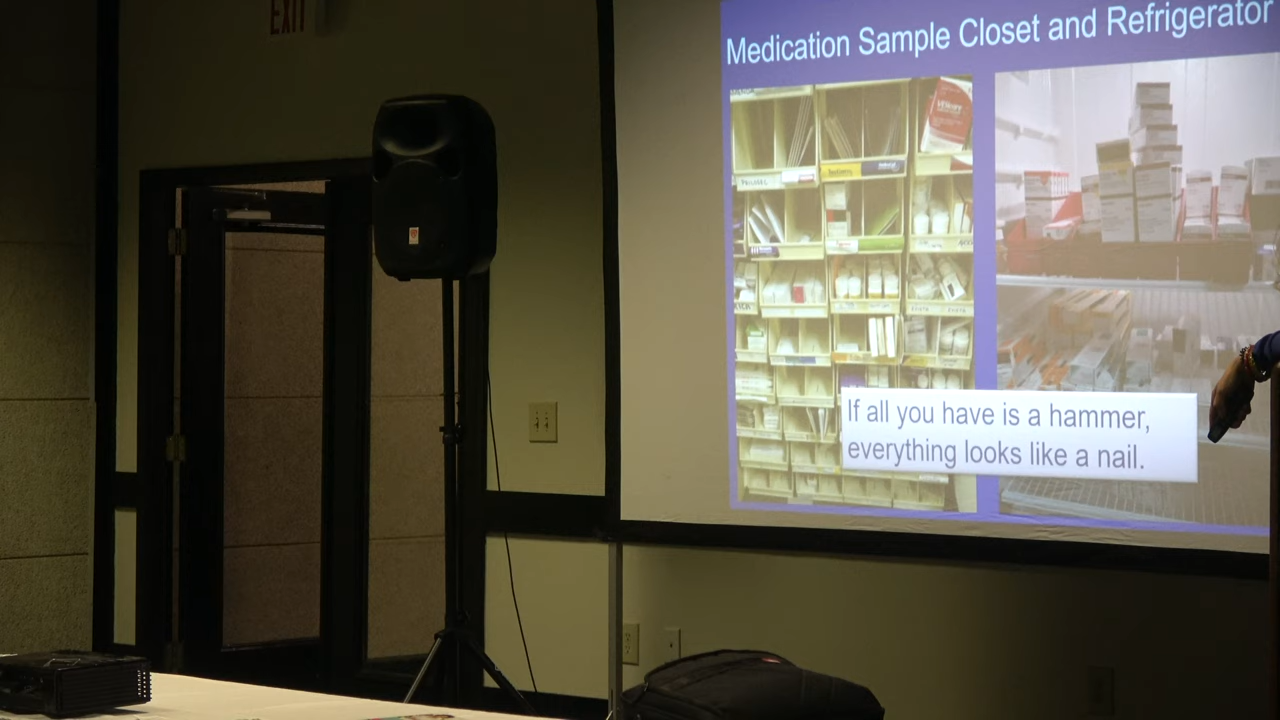 EXIT
Medication Sample Closet and Refrigerator
If all you have is a hammer,
everything looks like a nail.